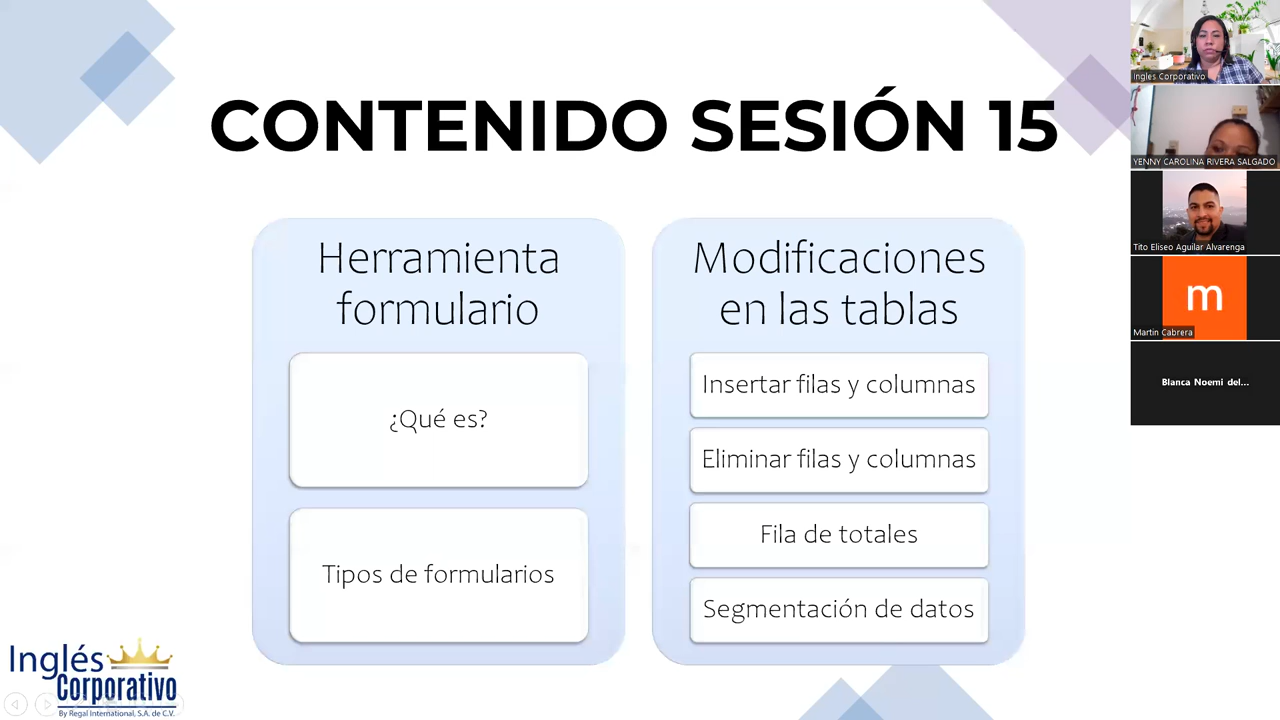 CONTENIDO SESIÓN 15
Herramienta
formulario
¿Qué es?
Tipos de formularios
Modificaciones
en las tablas
Insertar filas y columnas
Eliminar filas y columnas
Fila de totales
Segmentación de datos
Inglés
Corporativo
By Regal International, S.A. de C.V.
Ingles Corporativo
YENNY CAROLINA RIVERA SALGADO
Tito Eliseo Aguilar Alvarenga
m
Martin Cabrera
Blanca Noemi del...